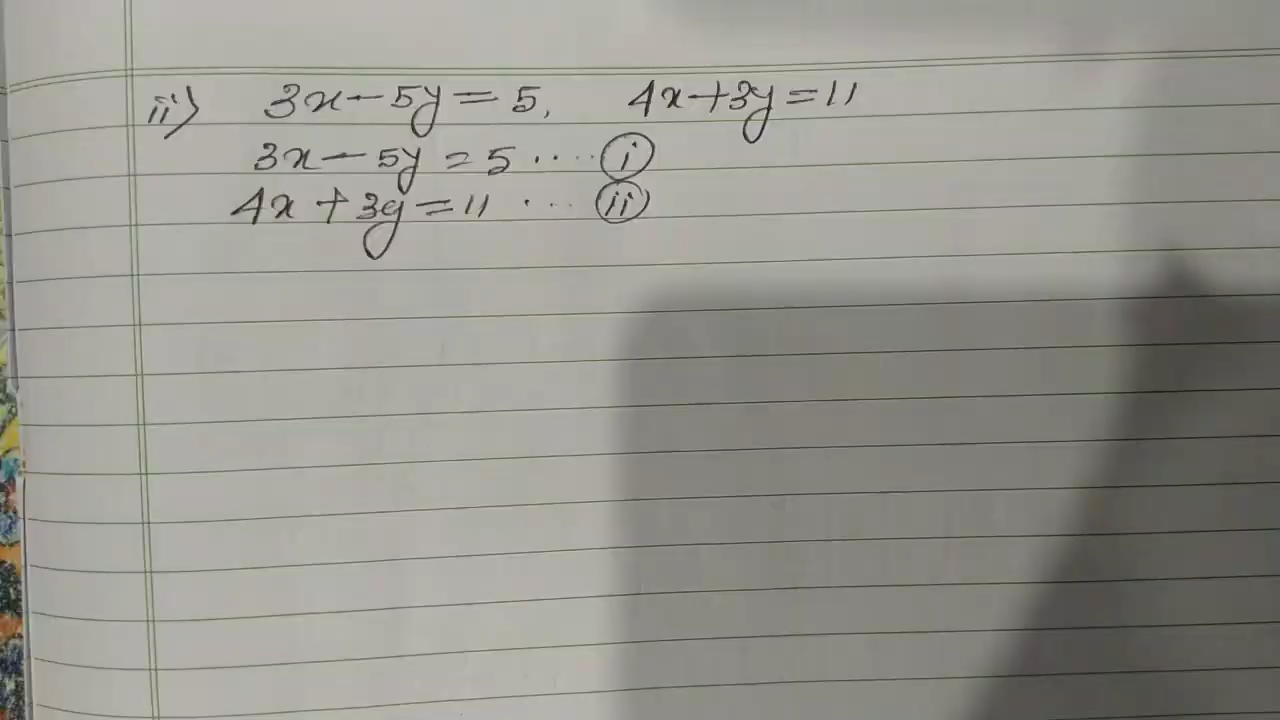 ii) 3x - 5y = 5, 4x + 3y = 11
3x - 5y = 5 ···· (i)
4x + 3y = 11 ··· (ii)